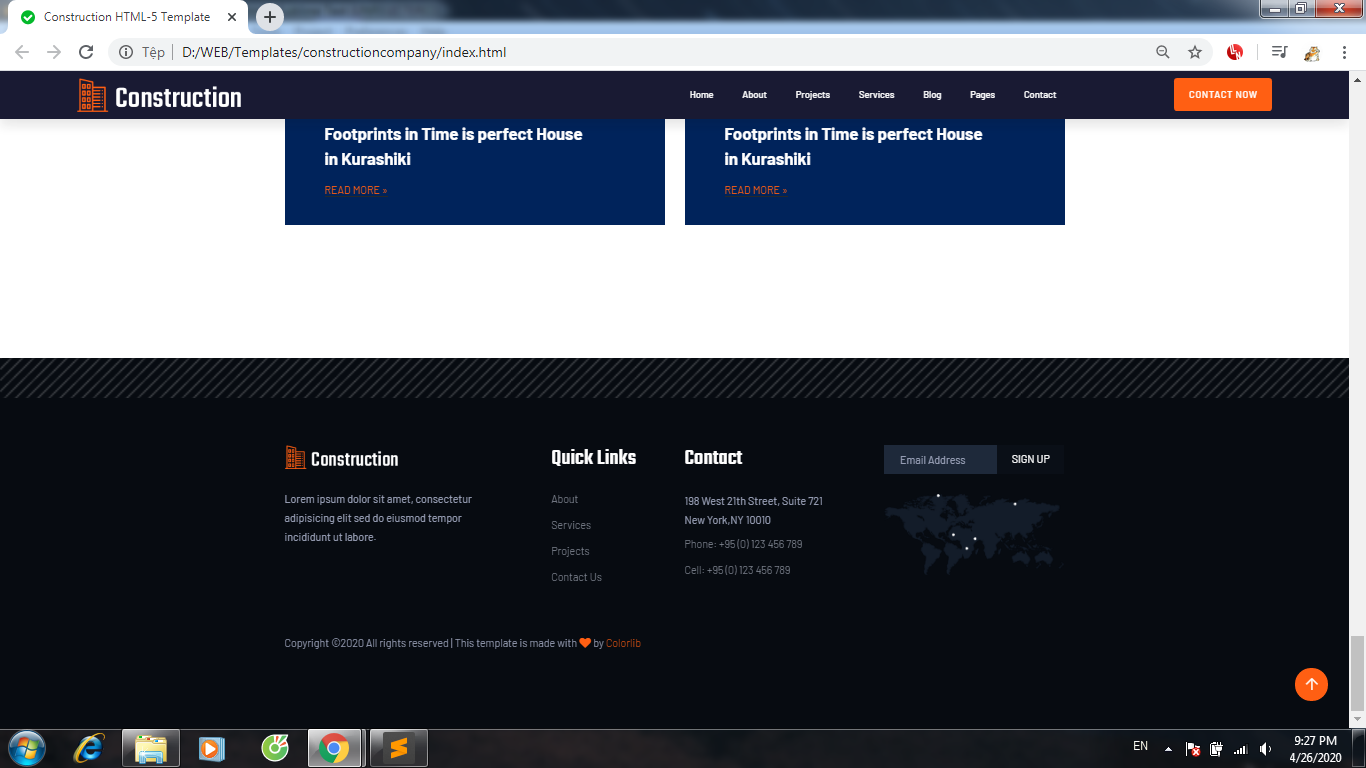 Construction HTML-5 Template
Tệp
D:/WEB/Templates/constructioncompany/index.html
Construction
Home
About
Projects
Services
Blog
Pages
Contact
CONTACT NOW
Footprints in Time is perfect House
in Kurashiki
READ MORE »
Footprints in Time is perfect House
in Kurashiki
READ MORE »
Construction
Lorem ipsum dolor sit amet, consectetur
adipisicing elit sed do eiusmod tempor
incididunt ut labore.
Quick Links
About
Services
Projects
Contact Us
Contact
198 West 21th Street, Suite 721
New York,NY 10010
Phone: +95 (0) 123 456 789
Cell: +95 (0) 123 456 789
Email Address
SIGN UP
Copyright ©2020 All rights reserved | This template is made with ❤ by Colorlib
EN
9:27 PM
4/26/2020